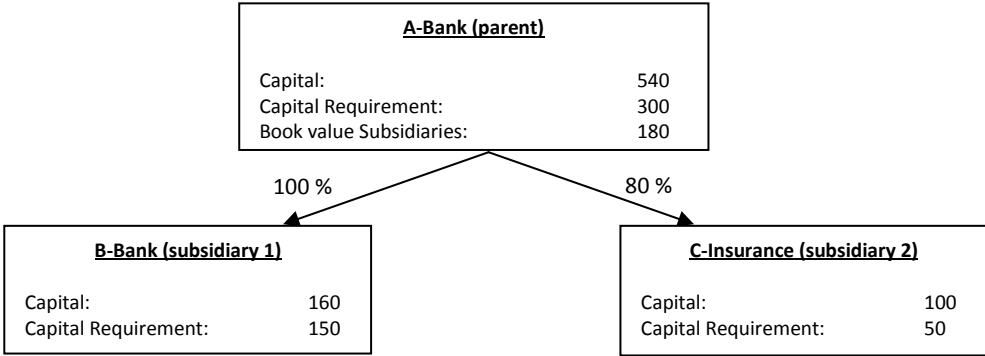 A-Bank (parent)
Capital: 540
Capital Requirement: 300
Book value Subsidiaries: 180
100 %
80 %
B-Bank (subsidiary 1)
Capital: 160
Capital Requirement: 150
C-Insurance (subsidiary 2)
Capital: 100
Capital Requirement: 50